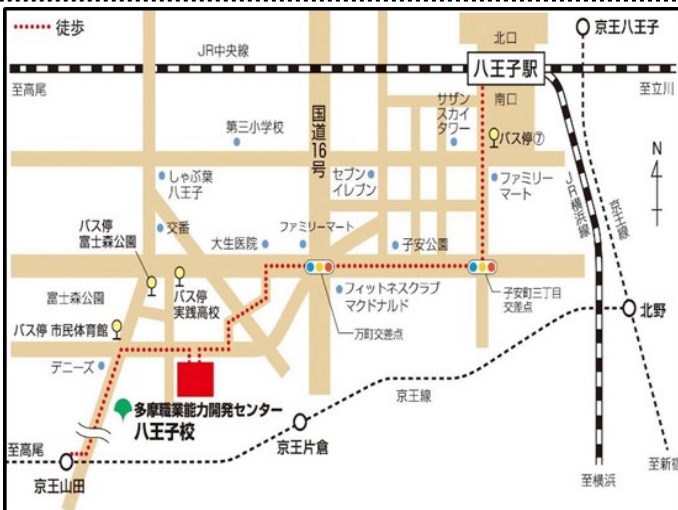 徒歩
北口
京王八王子
JR中央線
八王子駅
至高尾
至立川
南口
サザン
スカイ
タワー
国道16号
第三小学校
バス停⑦
N
しゃぶ葉
八王子
セブン
イレブン
ファミリー
マート
JR横浜線
京王線
バス停
富士森公園
交番
大生医院
ファミリーマート
子安公園
バス停
実践高校
富士森公園
フィットネスクラブ
マクドナルド
子安町三丁目
交差点
北野
バス停 市民体育館
万町交差点
デニーズ
京王線
多摩職業能力開発センター
八王子校
京王片倉
至高尾
京王山田
至横浜
至新宿